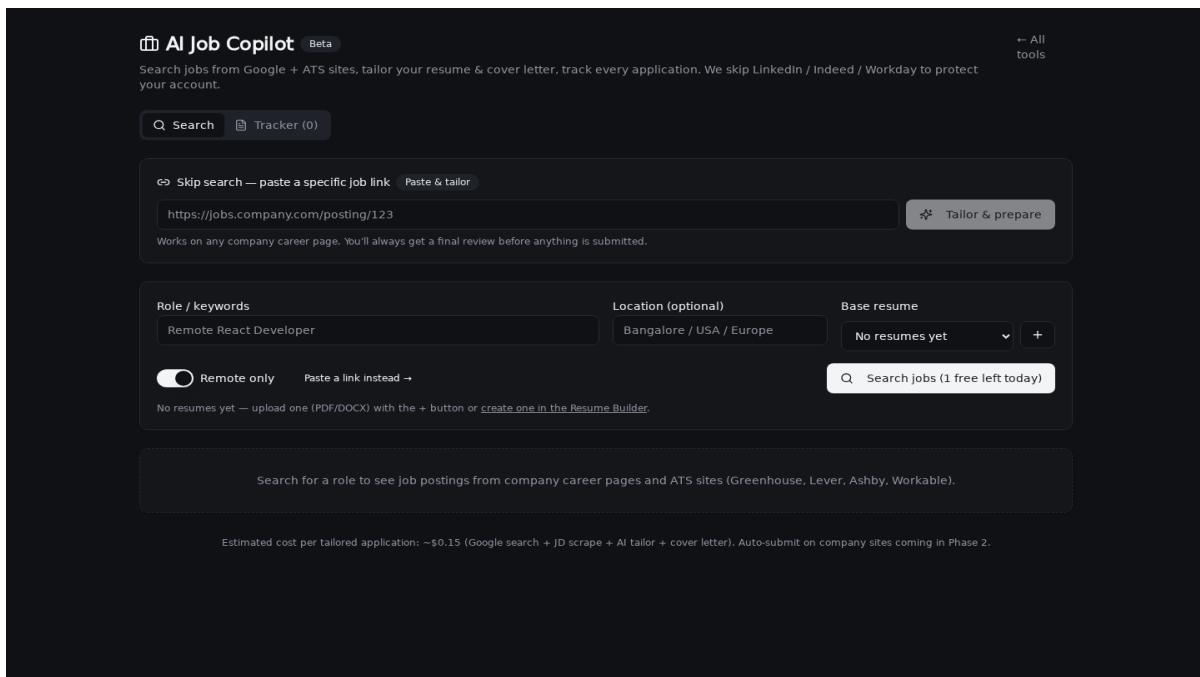 AI Job Copilot Beta
← All
tools
Search jobs from Google + ATS sites, tailor your resume & cover letter, track every application. We skip LinkedIn / Indeed / Workday to protect
your account.
Search Tracker (0)
Skip search — paste a specific job link Paste & tailor
https://jobs.company.com/posting/123 Tailor & prepare
Works on any company career page. You'll always get a final review before anything is submitted.
Role / keywords Location (optional) Base resume
Remote React Developer Bangalore / USA / Europe No resumes yet +
Remote only Paste a link instead → Search jobs (1 free left today)
No resumes yet — upload one (PDF/DOCX) with the + button or create one in the Resume Builder.
Search for a role to see job postings from company career pages and ATS sites (Greenhouse, Lever, Ashby, Workable).
Estimated cost per tailored application: ~$0.15 (Google search + JD scrape + AI tailor + cover letter). Auto-submit on company sites coming in Phase 2.